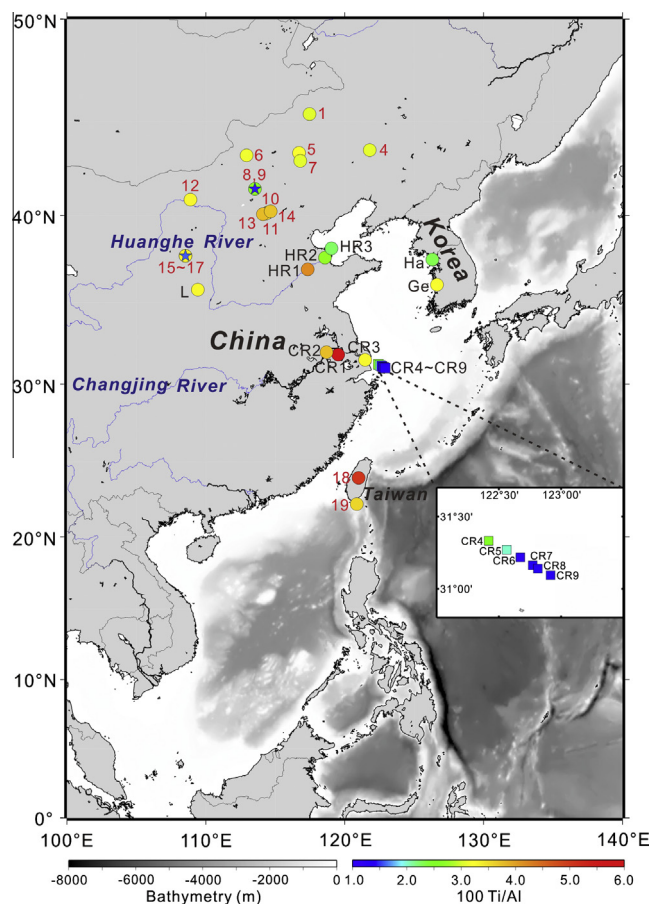 50°N
1
4
5
6
7
8,9
12
10
40°N
13
14
11
Huanghe River
Korea
HR3
HR2
Ha
15~17
HR1
Ge
L
China
CR3
CR2
CR1
CR4~CR9
30°N
Changjing River
18
Taiwan
19
122°30'
123°00'
31°30'
CR4
CR5
CR6
CR7
CR8
CR9
31°00'
20°N
10°N
0°
100°E
110°E
120°E
130°E
140°E
-8000 -6000 -4000 -2000 0
Bathymetry (m)
1.0 2.0 3.0 4.0 5.0 6.0
100 Ti/Al